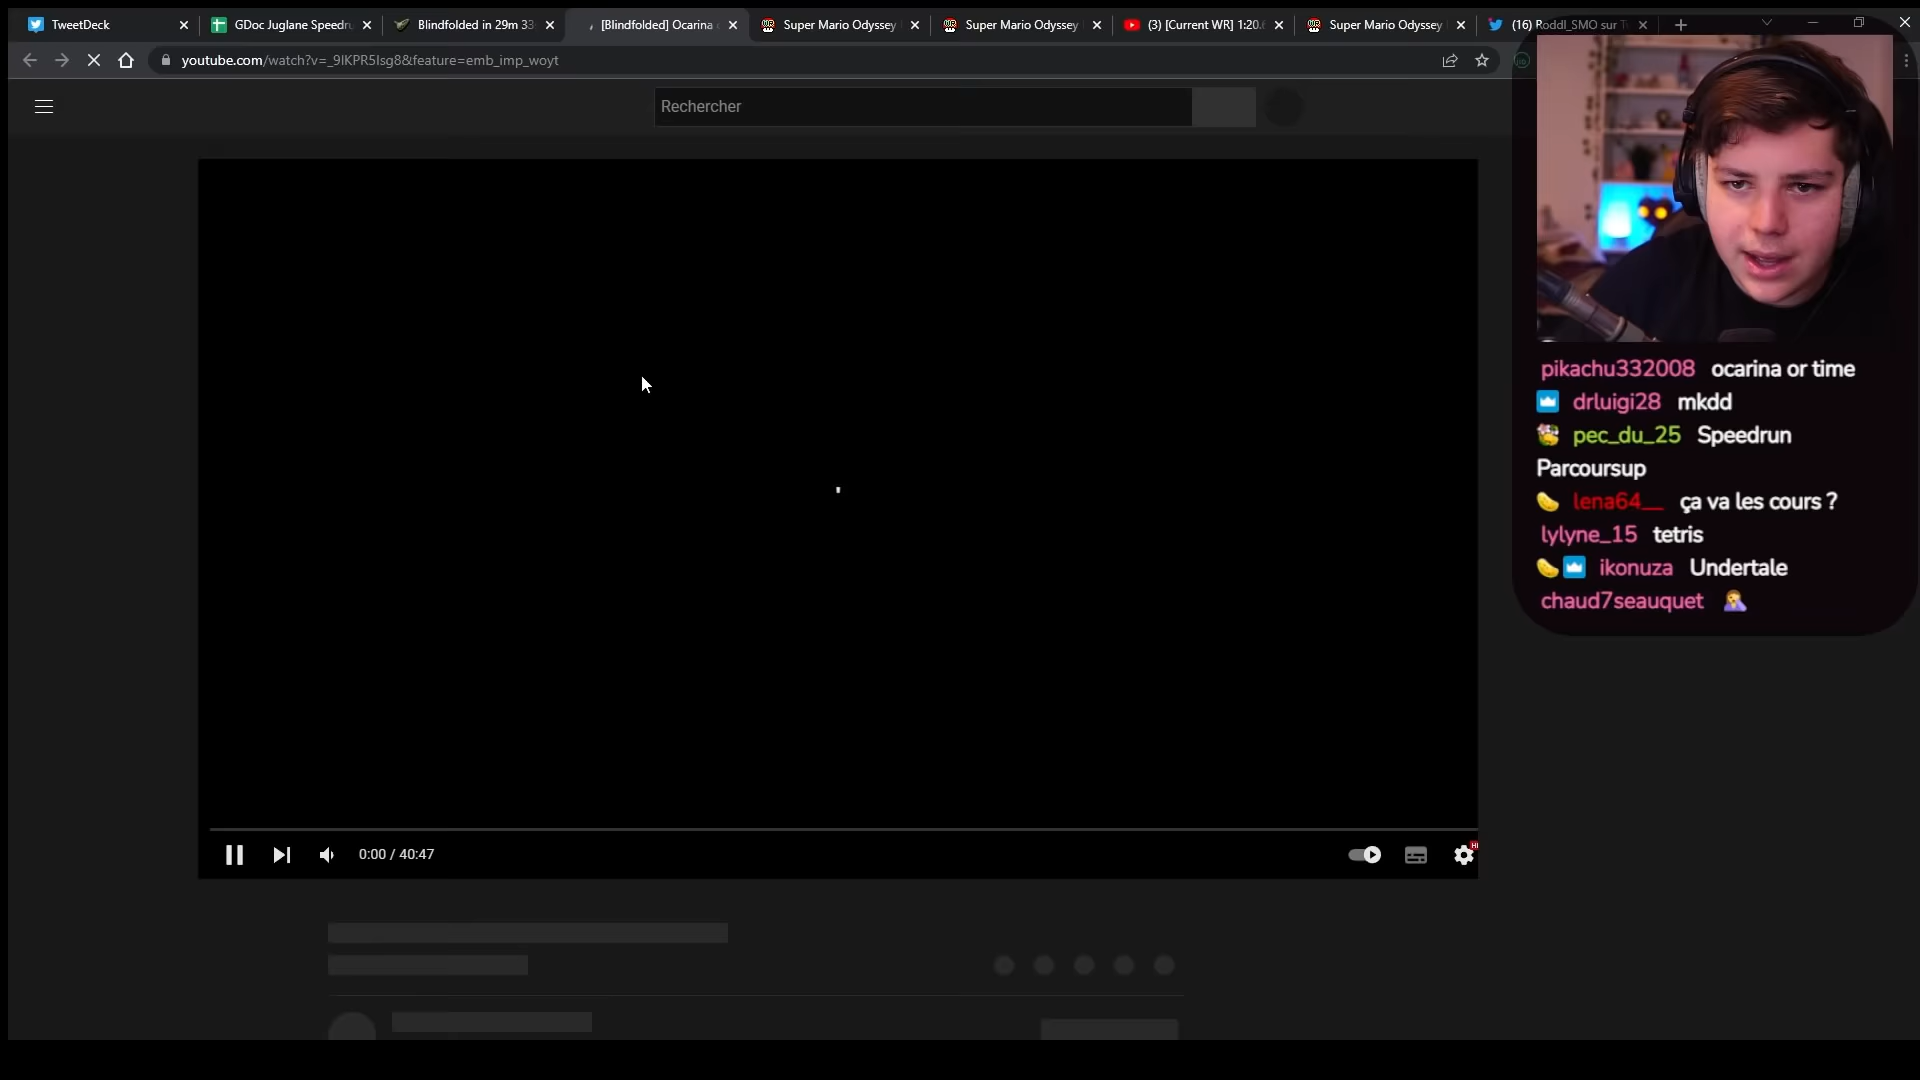 TweetDeck
GDoc Juglane Speedru
Blindfolded in 29m 33
[Blindfolded] Ocarina o
Super Mario Odyssey
Super Mario Odyssey
(3) [Current WR] 1:20.
Super Mario Odyssey
(16) Roddl_SMO sur T
youtube.com/watch?v=_9IKPR5Isg8&feature=emb_imp_woyt
Rechercher
0:00 / 40:47
pikachu332008 ocarina or time
drluigi28 mkdd
pec_du_25 Speedrun
Parcoursup
lena64__ ça va les cours ?
lylyne_15 tetris
ikonuza Undertale
chaud7seauquet